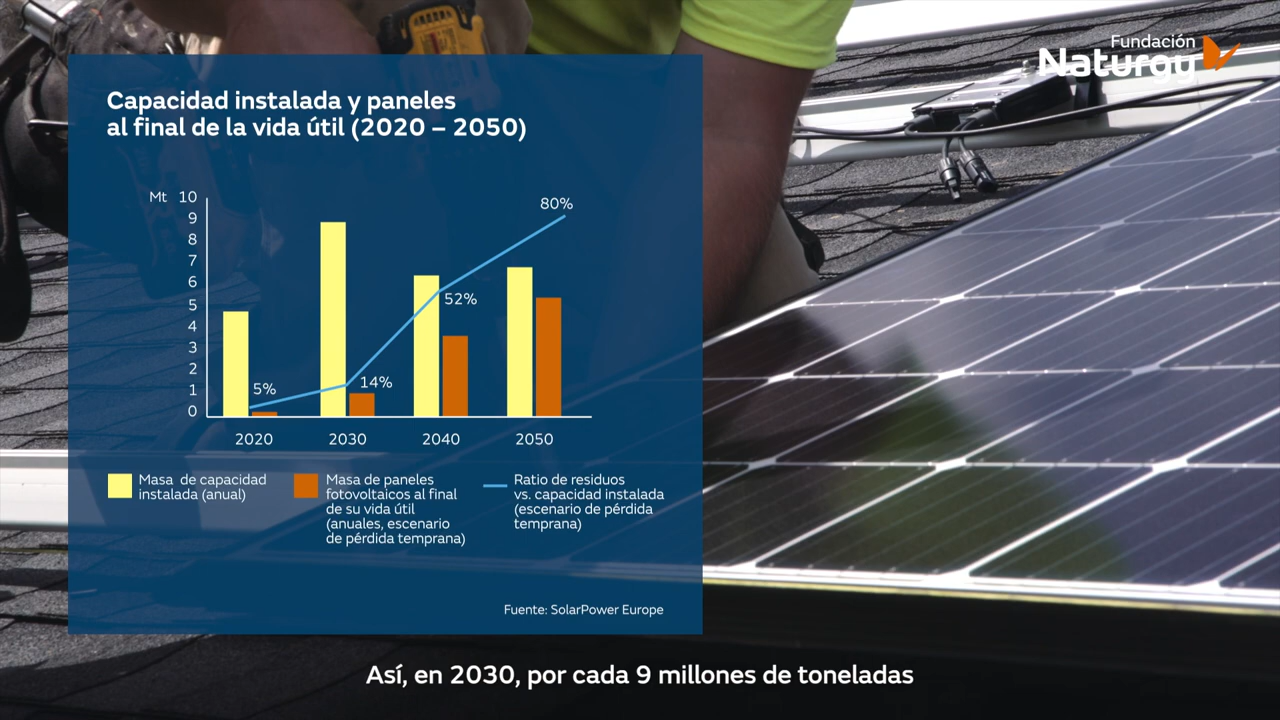 Fundación
Naturgy
Capacidad instalada y paneles
al final de la vida útil (2020 – 2050)
Mt 10
9
8
7
6
5
4
3
2
1
0
5%
14%
52%
80%
2020 2030 2040 2050
Masa de capacidad
instalada (anual)
Masa de paneles
fotovoltaicos al final
de su vida útil
(anuales, escenario
de pérdida temprana)
Ratio de residuos
vs. capacidad instalada
(escenario de pérdida
temprana)
Fuente: SolarPower Europe
Así, en 2030, por cada 9 millones de toneladas